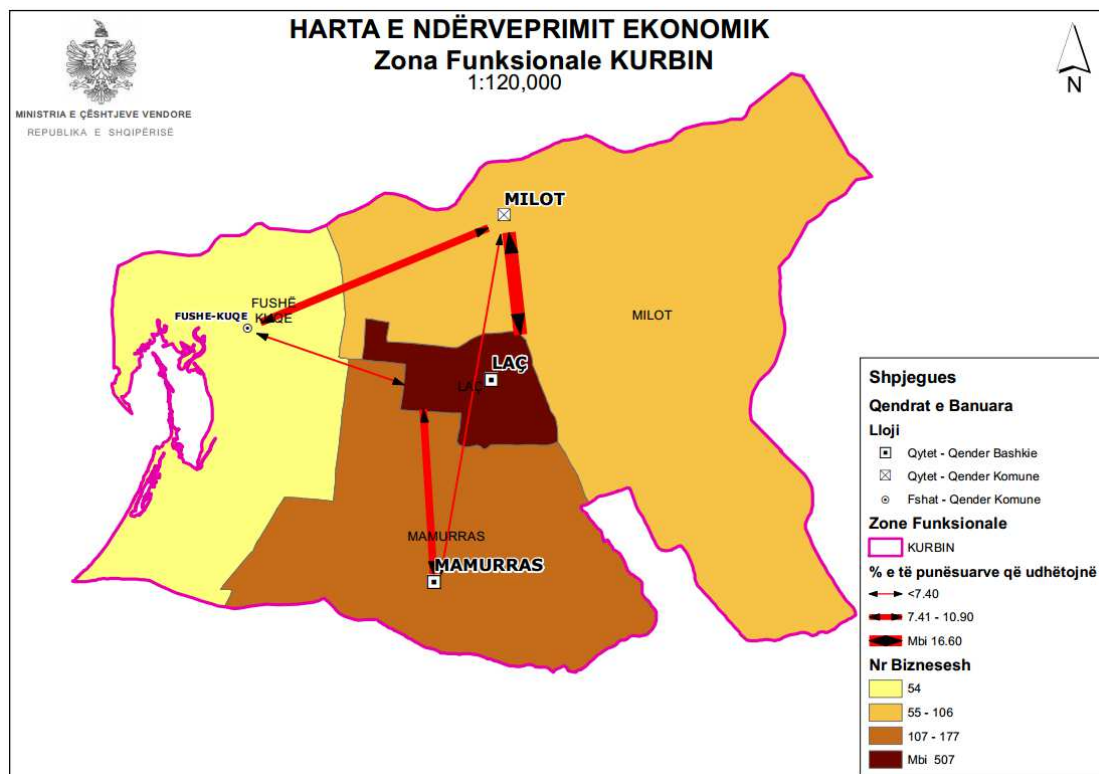 HARTA E NDËRVEPRIMIT EKONOMIK
Zona Funksionale KURBIN
1:120,000
MINISTRIA E ÇËSHTJEVE VENDORE
REPUBLIKA E SHQIPËRISË
N
MILOT
FUSHË
KUQE
FUSHE-KUQE
MILOT
LAÇ
LAÇ
MAMURRAS
MAMURRAS
Shpjegues
Qendrat e Banuara
Lloji
Qytet - Qender Bashkie
Qytet - Qender Komune
Fshat - Qender Komune
Zone Funksionale
KURBIN
% e të punësuarve që udhëtojnë
<7.40
7.41 - 10.90
Mbi 16.60
Nr Biznesesh
54
55 - 106
107 - 177
Mbi 507